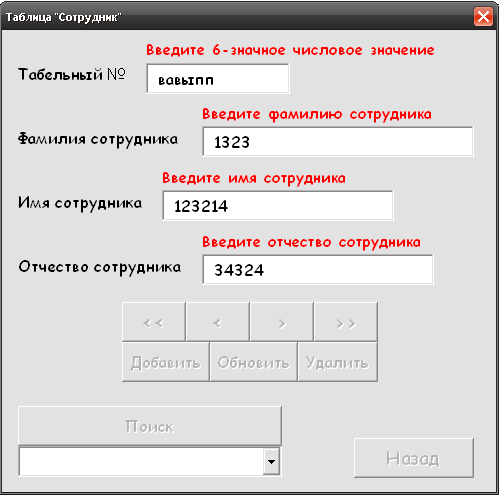 Таблица "Сотрудник"
Введите 6-значное числовое значение
Табельный № вавыпп
Введите фамилию сотрудника
Фамилия сотрудника 1323
Введите имя сотрудника
Имя сотрудника 123214
Введите отчество сотрудника
Отчество сотрудника 34324
<< < > >>
Добавить Обновить Удалить
Поиск
Назад